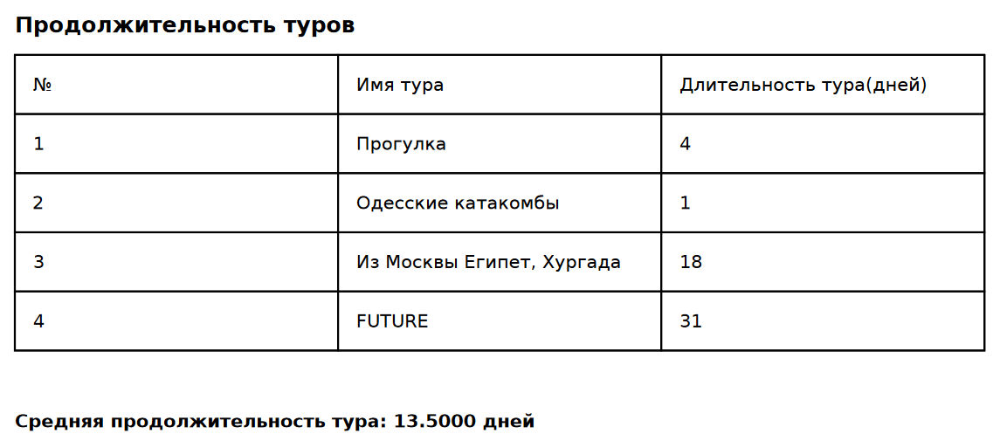 Продолжительность туров
№ Имя тура Длительность тура(дней)
1 Прогулка 4
2 Одесские катакомбы 1
3 Из Москвы Египет, Хургада 18
4 FUTURE 31
Средняя продолжительность тура: 13.5000 дней